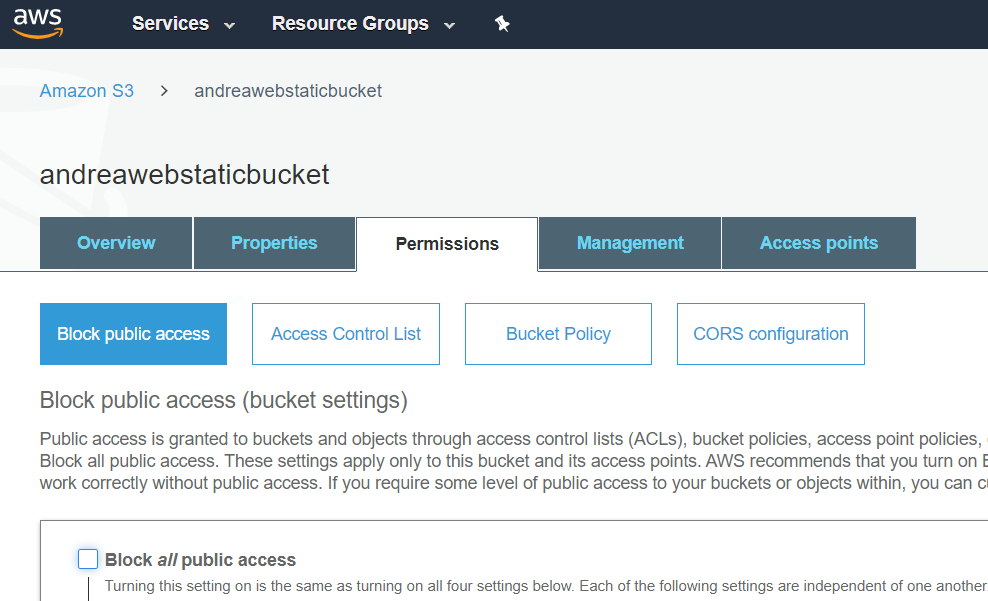 aws
Services
Resource Groups
Amazon S3 > andreawebstaticbucket
andreawebstaticbucket
Overview
Properties
Permissions
Management
Access points
Block public access
Access Control List
Bucket Policy
CORS configuration
Block public access (bucket settings)
Public access is granted to buckets and objects through access control lists (ACLs), bucket policies, access point policies,
Block all public access. These settings apply only to this bucket and its access points. AWS recommends that you turn on
work correctly without public access. If you require some level of public access to your buckets or objects within, you can
Block all public access
Turning this setting on is the same as turning on all four settings below. Each of the following settings are independent of one another.